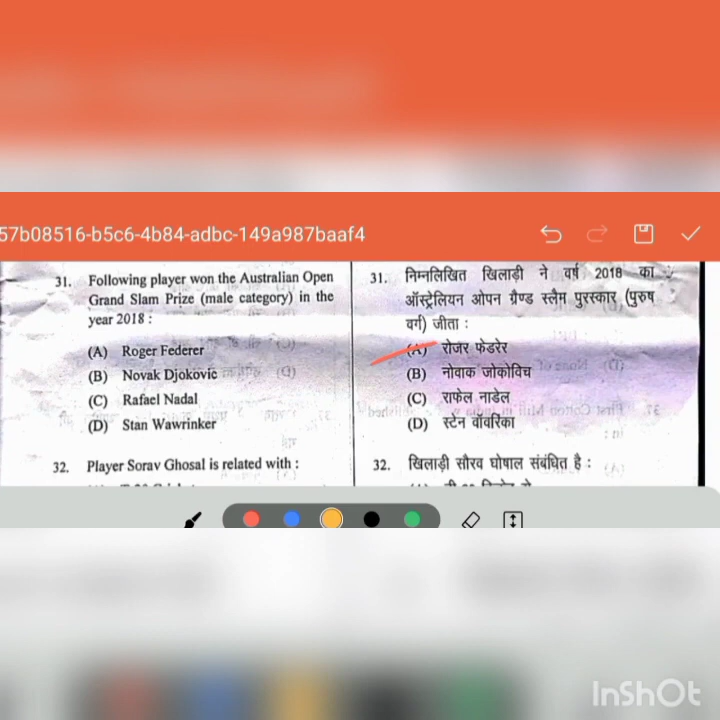 57b08516-b5c6-4b84-adbc-149a987baaf4
31. Following player won the Australian Open
Grand Slam Prize (male category) in the
year 2018 :
(A) Roger Federer
(B) Novak Djokovic
(C) Rafael Nadal
(D) Stan Wawrinker
32. Player Sorav Ghosal is related with :
31. निम्नलिखित खिलाड़ी ने वर्ष 2018 का
ऑस्ट्रेलियन ओपन ग्रैण्ड स्लैम पुरस्कार (पुरुष
वर्ग) जीता :
(A) रोजर फेडरेर
(B) नोवाक जोकोविच
(C) राफेल नाडेल
(D) स्टेन वॉवरिंका
32. खिलाड़ी सौरव घोषाल संबंधित है :
InShOt